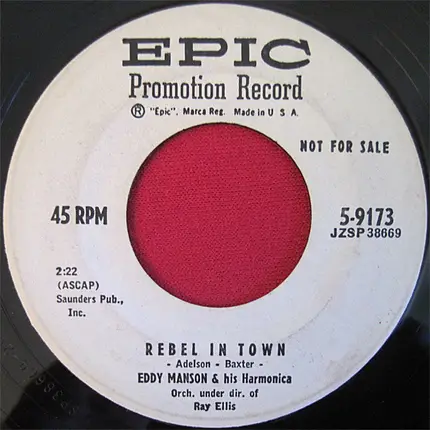 EPIC
Promotion Record
® "Epic", Marca Reg. Made in U S A.
NOT FOR SALE
45 RPM
5-9173
JZSP 38669
2:22
(ASCAP)
Saunders Pub.,
Inc.
REBEL IN TOWN
- Adelson - Baxter -
EDDY MANSON & his Harmonica
Orch. under dir. of
Ray Ellis